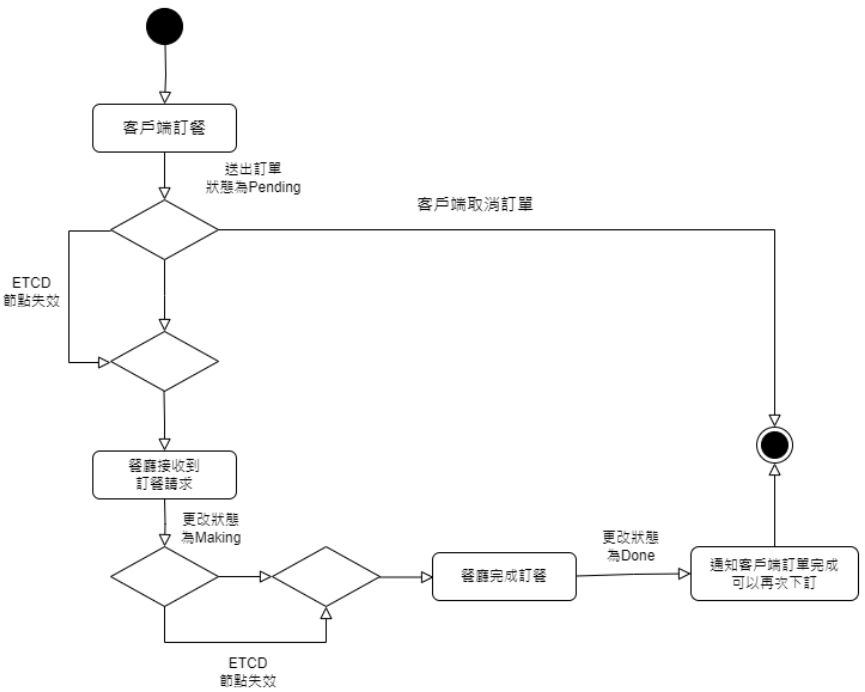 客戶端訂餐
送出訂單
狀態為Pending
客戶端取消訂單
ETCD
節點失效
餐廳接收到
訂餐請求
更改狀態
為Making
餐廳完成訂餐
更改狀態
為Done
通知客戶端訂單完成
可以再次下訂
ETCD
節點失效